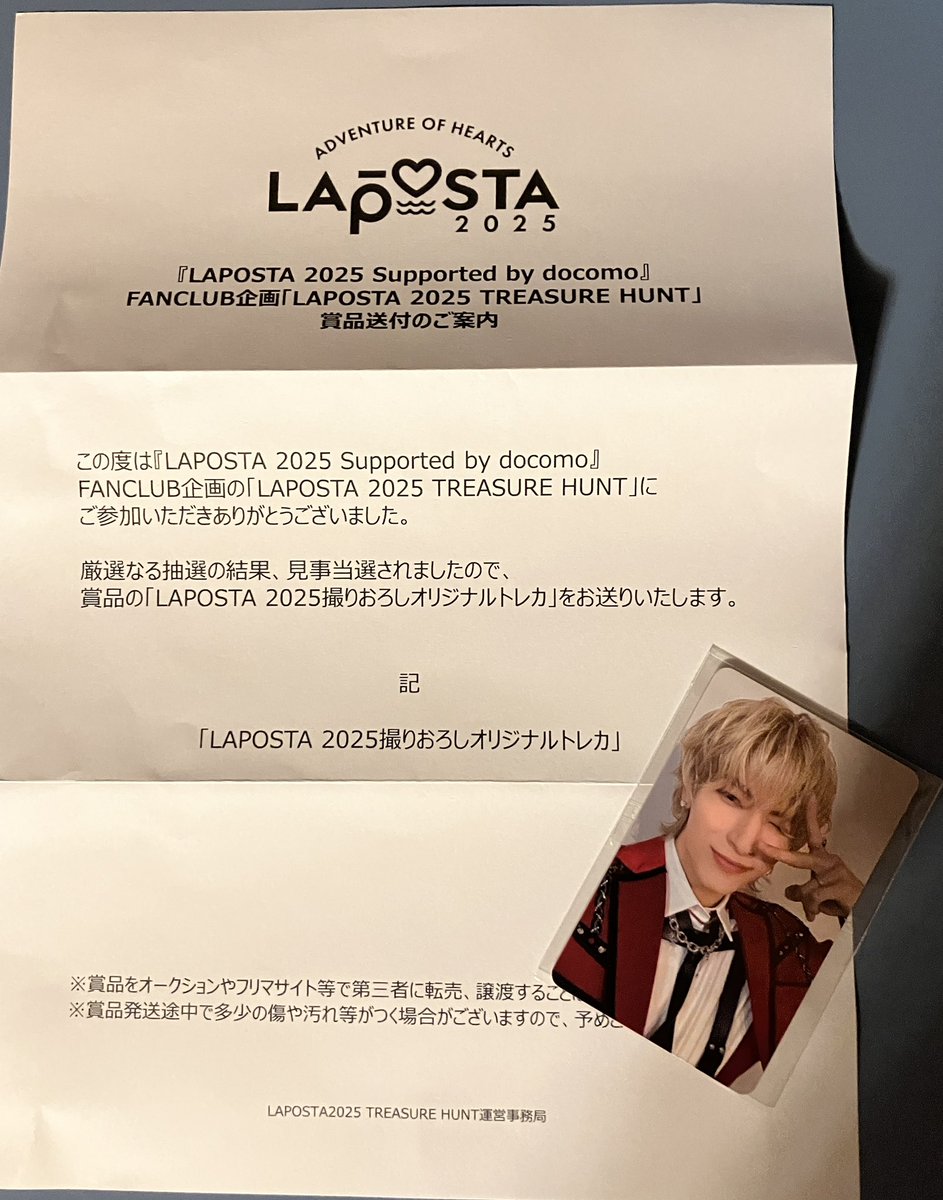 ADVENTURE OF HEARTS
LAPOSTA
2025
『LAPOSTA 2025 Supported by docomo』
FANCLUB企画「LAPOSTA 2025 TREASURE HUNT」
賞品送付のご案内
この度は『LAPOSTA 2025 Supported by docomo』
FANCLUB企画の「LAPOSTA 2025 TREASURE HUNT」に
ご参加いただきありがとうございました。
厳選なる抽選の結果、見事当選されましたので、
賞品の「LAPOSTA 2025撮りおろしオリジナルトレカ」をお送りいたします。
記
「LAPOSTA 2025撮りおろしオリジナルトレカ」
※賞品をオークションやフリマサイト等で第三者に転売、譲渡すること
※賞品発送途中で多少の傷や汚れ等がつく場合がございますので、予め
LAPOSTA2025 TREASURE HUNT運営事務局